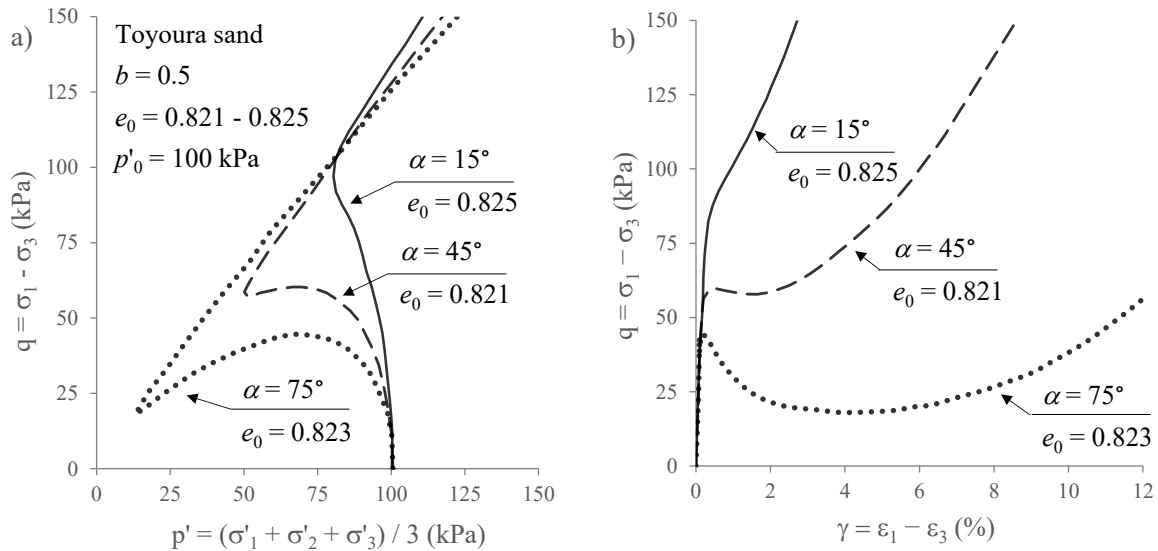 a)
Toyoura sand
b = 0.5
e₀ = 0.821 - 0.825
p'₀ = 100 kPa
α = 15°
e₀ = 0.825
α = 45°
e₀ = 0.821
α = 75°
e₀ = 0.823
150
125
100
75
50
25
0
q = σ₁ - σ₃ (kPa)
0 25 50 75 100 125 150
p' = (σ'₁ + σ'₂ + σ'₃) / 3 (kPa)
b)
α = 15°
e₀ = 0.825
α = 45°
e₀ = 0.821
α = 75°
e₀ = 0.823
150
125
100
75
50
25
0
q = σ₁ − σ₃ (kPa)
0 2 4 6 8 10 12
γ = ε₁ − ε₃ (%)